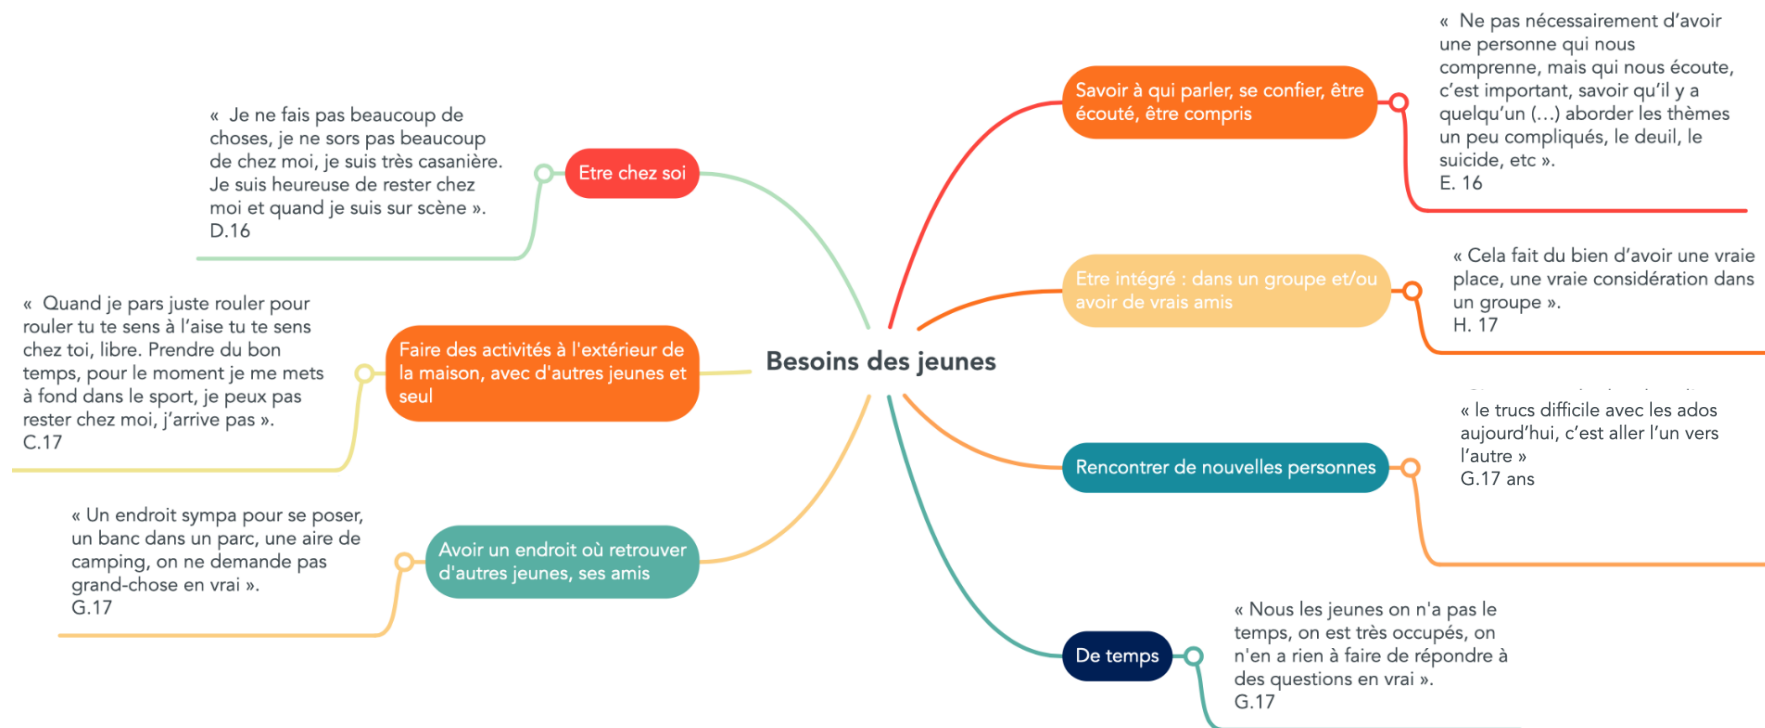 Besoins des jeunes
Savoir à qui parler, se confier, être
écouté, être compris
«  Ne pas nécessairement d’avoir
une personne qui nous
comprenne, mais qui nous écoute,
c’est important, savoir qu’il y a
quelqu’un (…) aborder les thèmes
un peu compliqués, le deuil, le
suicide, etc ».
E. 16
Etre intégré : dans un groupe et/ou
avoir de vrais amis
« Cela fait du bien d’avoir une vraie
place, une vraie considération dans
un groupe ».
H. 17
Rencontrer de nouvelles personnes
« le trucs difficile avec les ados
aujourd’hui, c’est aller l’un vers
l’autre »
G.17 ans
De temps
« Nous les jeunes on n'a pas le
temps, on est très occupés, on
n'en a rien à faire de répondre à
des questions en vrai ».
G.17
Etre chez soi
«  Je ne fais pas beaucoup de
choses, je ne sors pas beaucoup
de chez moi, je suis très casanière.
Je suis heureuse de rester chez
moi et quand je suis sur scène ».
D.16
Faire des activités à l'extérieur de
la maison, avec d'autres jeunes et
seul
«  Quand je pars juste rouler pour
rouler tu te sens à l’aise tu te sens
chez toi, libre. Prendre du bon
temps, pour le moment je me mets
à fond dans le sport, je peux pas
rester chez moi, j’arrive pas ».
C.17
Avoir un endroit où retrouver
d'autres jeunes, ses amis
« Un endroit sympa pour se poser,
un banc dans un parc, une aire de
camping, on ne demande pas
grand-chose en vrai ».
G.17